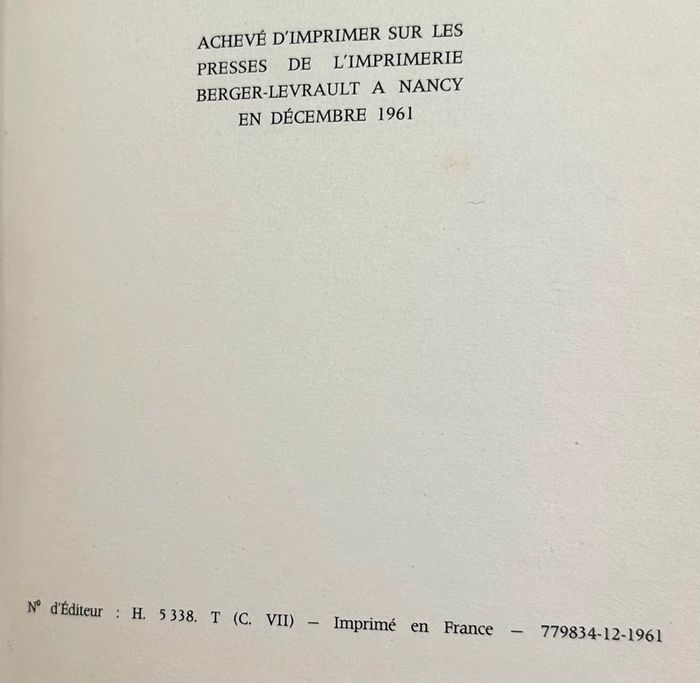 ACHEVÉ D'IMPRIMER SUR LES
PRESSES DE L'IMPRIMERIE
BERGER-LEVRAULT A NANCY
EN DÉCEMBRE 1961
Nº d'Éditeur : H. 5 338. T (C. VII) — Imprimé en France — 779834-12-1961